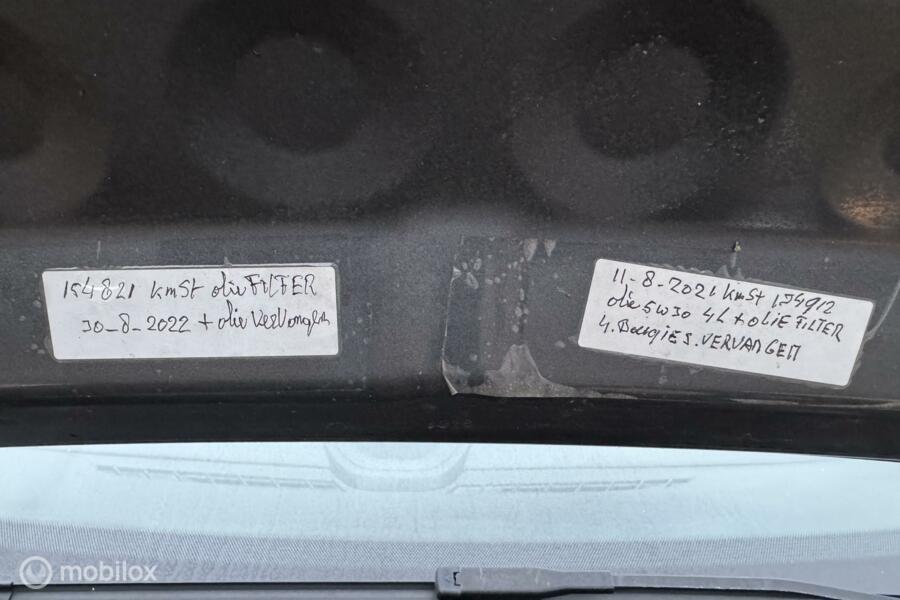 154821 kmSt olie FILTER
30-8-2022 + olie Vervangen
11-8-2021 kmSt 134912
olie 5W30 4L + OLIE FILTER
4. BougieS. VERVANGEN
mobilox